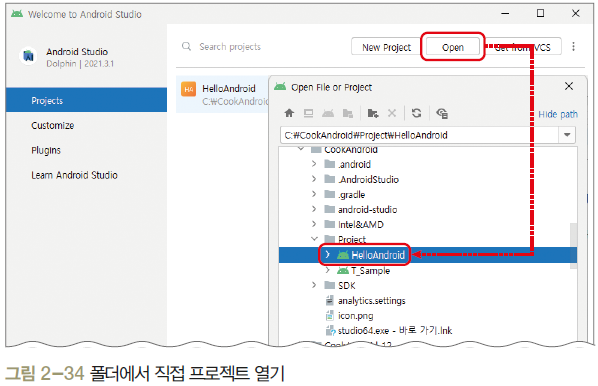 Welcome to Android Studio
Android Studio
Dolphin | 2021.3.1
Search projects
New Project
Open
Get from VCS
Projects
Customize
Plugins
Learn Android Studio
HA
HelloAndroid
C:₩CookAndroid
Open File or Project
Hide path
C:₩CookAndroid₩Project₩HelloAndroid
CookAndroid
.android
.AndroidStudio
.gradle
android-studio
Intel&AMD
Project
HelloAndroid
T_Sample
SDK
analytics.settings
icon.png
studio64.exe - 바로 가기.lnk
그림 2-34 폴더에서 직접 프로젝트 열기